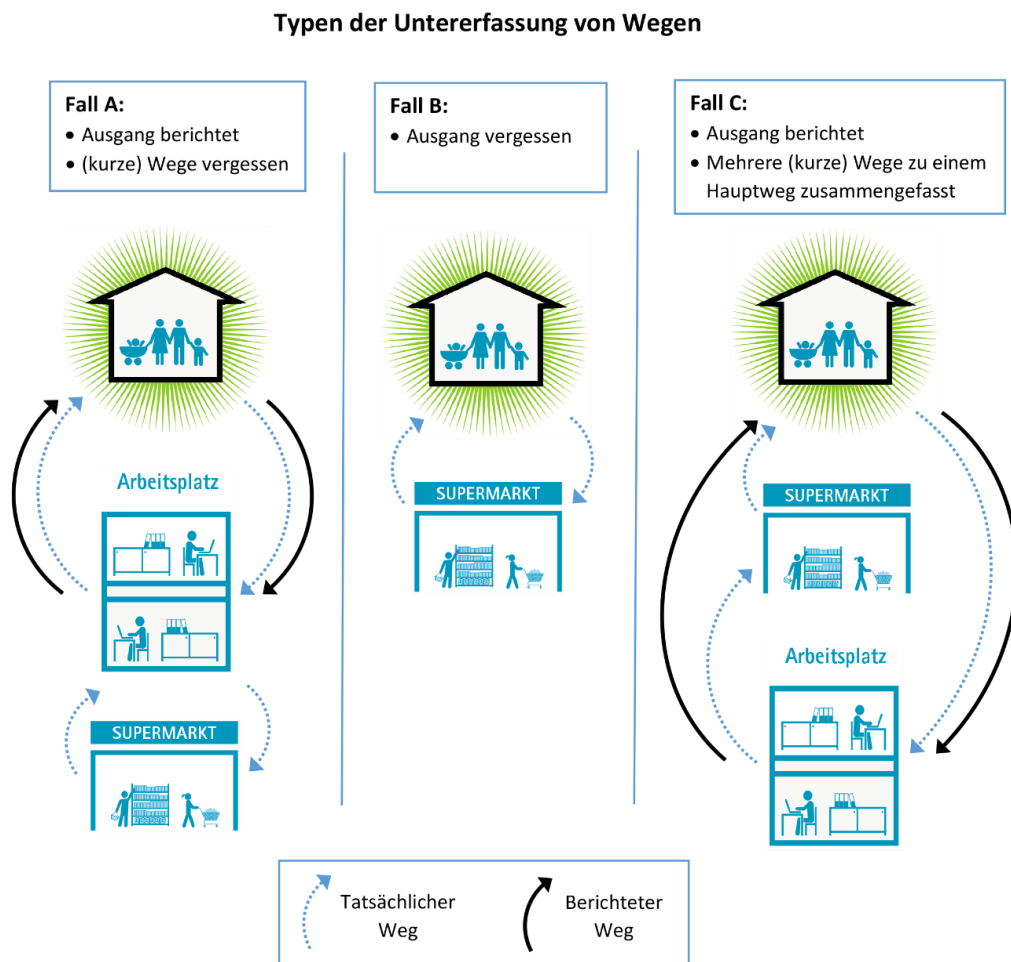 Typen der Untererfassung von Wegen
Fall A:
• Ausgang berichtet
• (kurze) Wege vergessen
Fall B:
• Ausgang vergessen
Fall C:
• Ausgang berichtet
• Mehrere (kurze) Wege zu einem
Hauptweg zusammengefasst
Arbeitsplatz
SUPERMARKT
SUPERMARKT
SUPERMARKT
Arbeitsplatz
Tatsächlicher
Weg
Berichteter
Weg